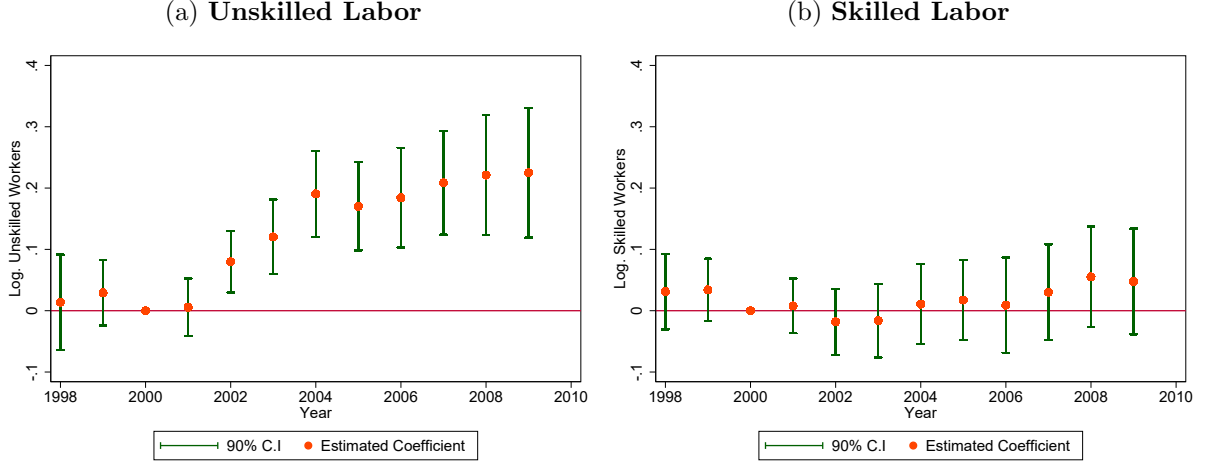 (a) Unskilled Labor
Log. Unskilled Workers
.4
.3
.2
.1
0
-.1
1998 2000 2002 2004 2006 2008 2010
Year
90% C.I Estimated Coefficient
(b) Skilled Labor
Log. Skilled Workers
.4
.3
.2
.1
0
-.1
1998 2000 2002 2004 2006 2008 2010
Year
90% C.I Estimated Coefficient